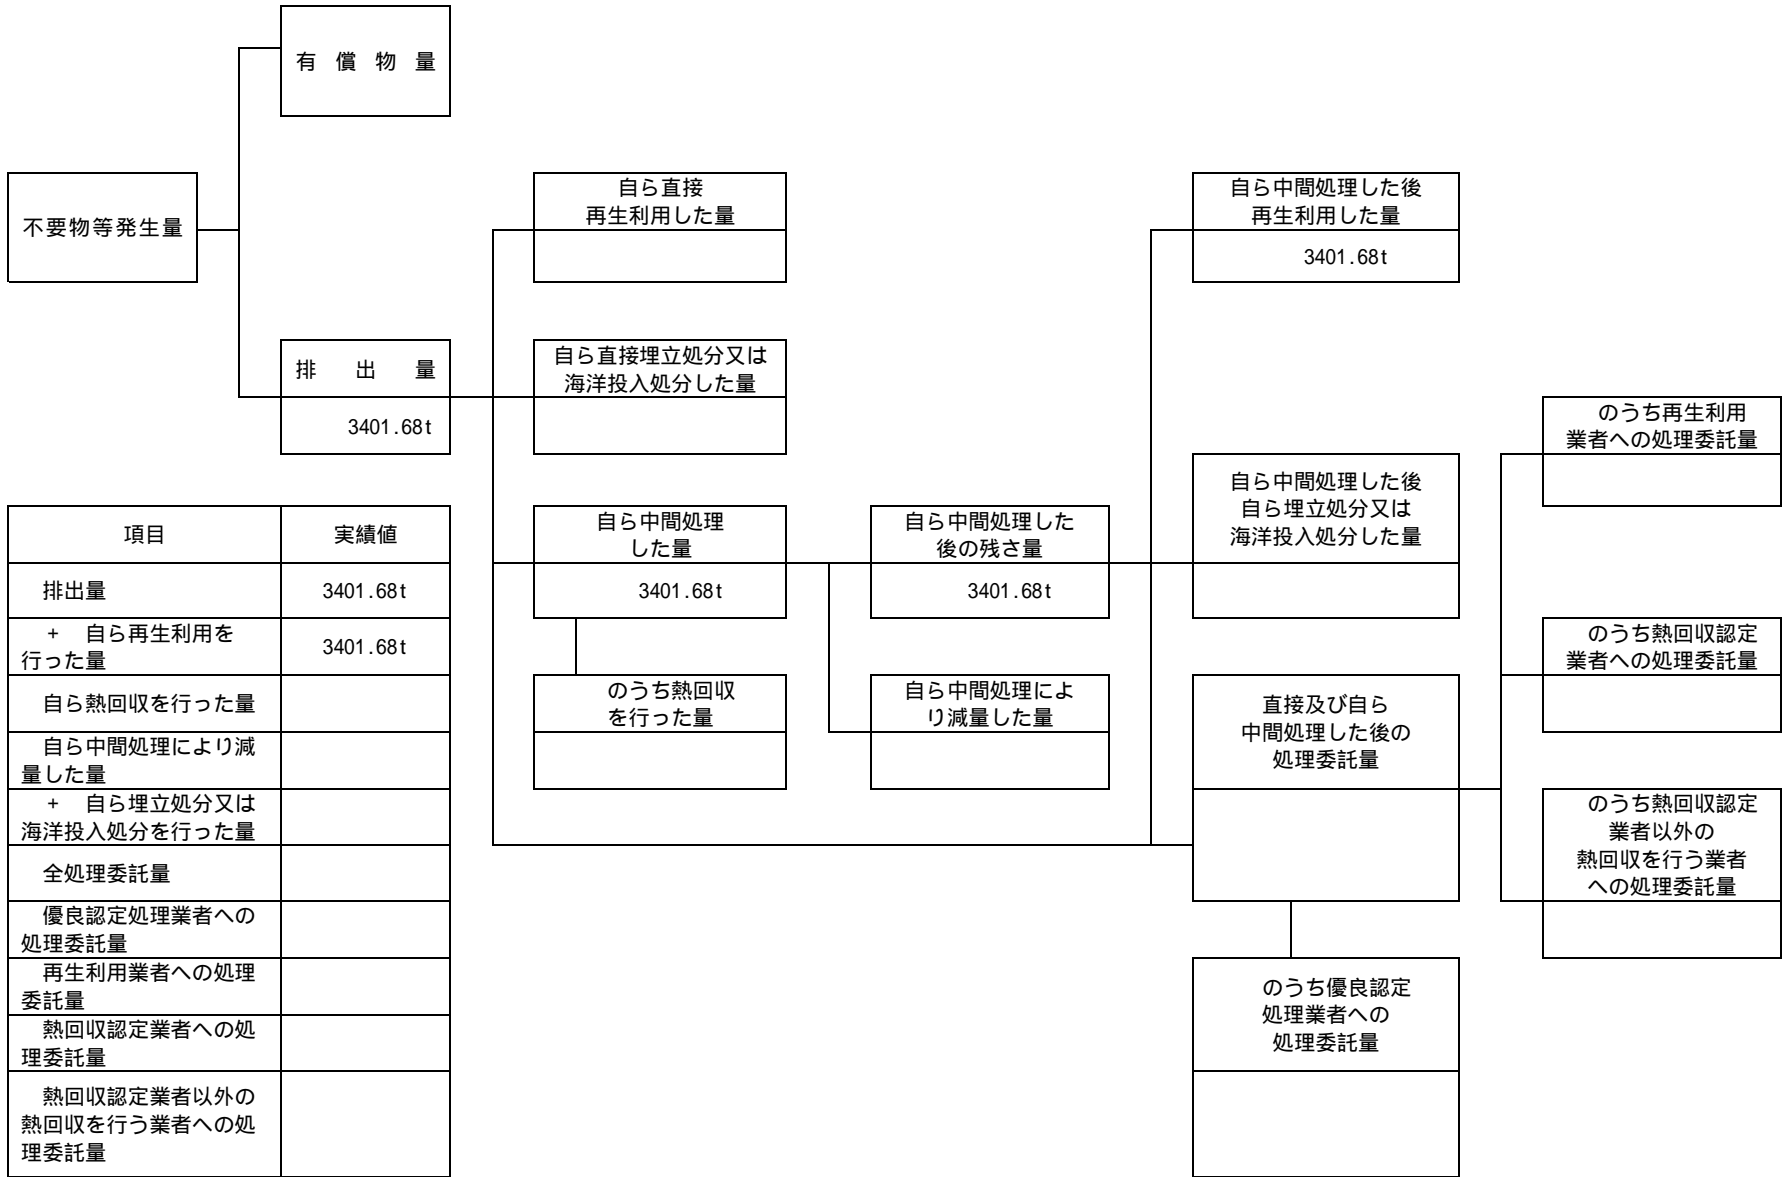 有償物量
不要物等発生量
自ら直接
再生利用した量
自ら中間処理した後
再生利用した量
3401.68t
排出量
3401.68t
自ら直接埋立処分又は
海洋投入処分した量
のうち再生利用
業者への処理委託量
自ら中間処理した後
自ら埋立処分又は
海洋投入処分した量
項目 実績値
排出量 3401.68t
+ 自ら再生利用を
行った量 3401.68t
自ら熱回収を行った量
自ら中間処理により減
量した量
+ 自ら埋立処分又は
海洋投入処分を行った量
全処理委託量
優良認定処理業者への
処理委託量
再生利用業者への処理
委託量
熱回収認定業者への処
理委託量
熱回収認定業者以外の
熱回収を行う業者への処
理委託量
自ら中間処理
した量
3401.68t
自ら中間処理した
後の残さ量
3401.68t
のうち熱回収
を行った量
自ら中間処理によ
り減量した量
直接及び自ら
中間処理した後の
処理委託量
のうち熱回収認定
業者への処理委託量
のうち熱回収認定
業者以外の
熱回収を行う業者
への処理委託量
のうち優良認定
処理業者への
処理委託量